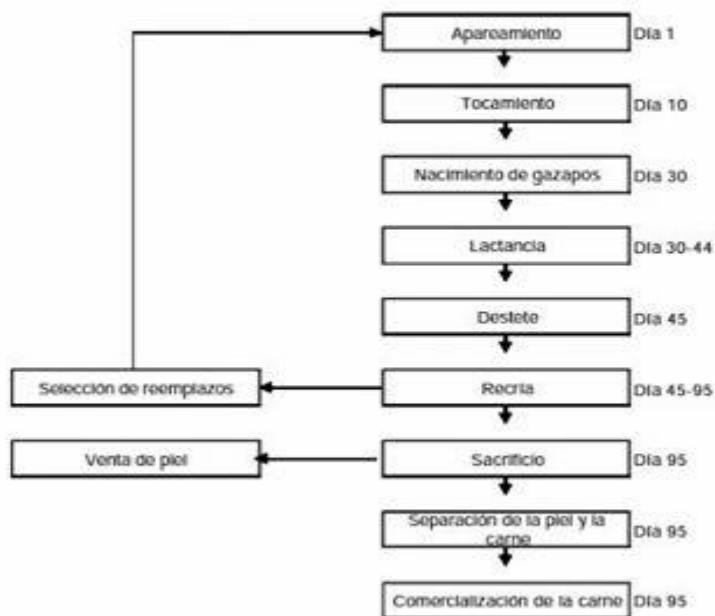 Apareamiento Día 1
Tocamiento Día 10
Nacimiento de gazapos Día 30
Lactancia Día 30-44
Destete Día 45
Selección de reemplazos Recría Día 45-95
Venta de piel Sacrificio Día 95
Separación de la piel y la
carne Día 95
Comercialización de la carne Día 95